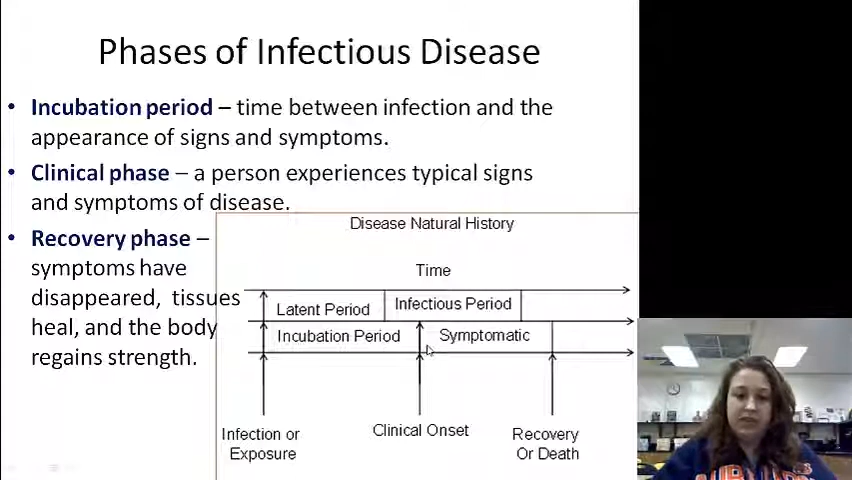 Phases of Infectious Disease
• Incubation period – time between infection and the
appearance of signs and symptoms.
• Clinical phase – a person experiences typical signs
and symptoms of disease.
• Recovery phase –
symptoms have
disappeared, tissues
heal, and the body
regains strength.
Disease Natural History
Time
Latent Period
Infectious Period
Incubation Period
Symptomatic
Infection or
Exposure
Clinical Onset
Recovery
Or Death